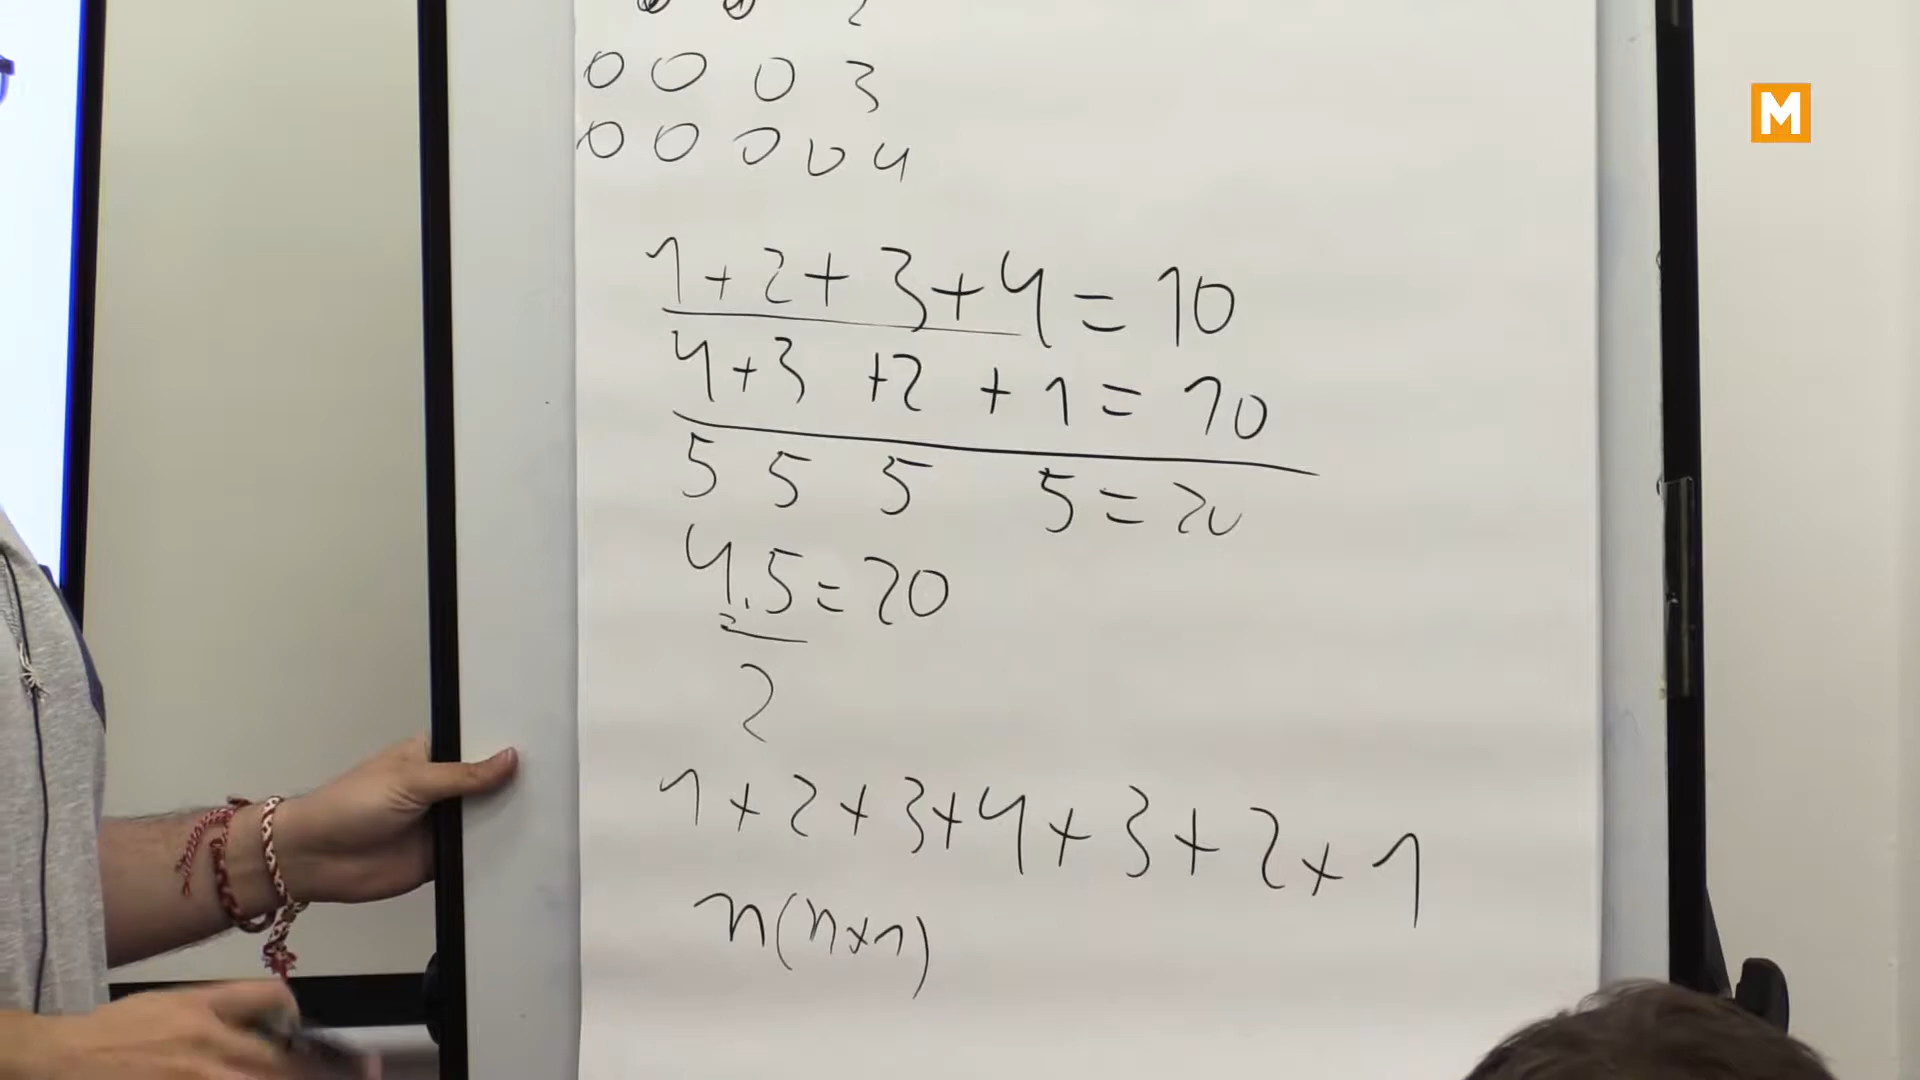 2
0 0 0 3
0 0 0 0 4
1+2+3+4=10
4+3 +2 +1=10
5 5 5 5=20
4.5=20
2
1+2+3+4+3+2+1
n(n+1)
M